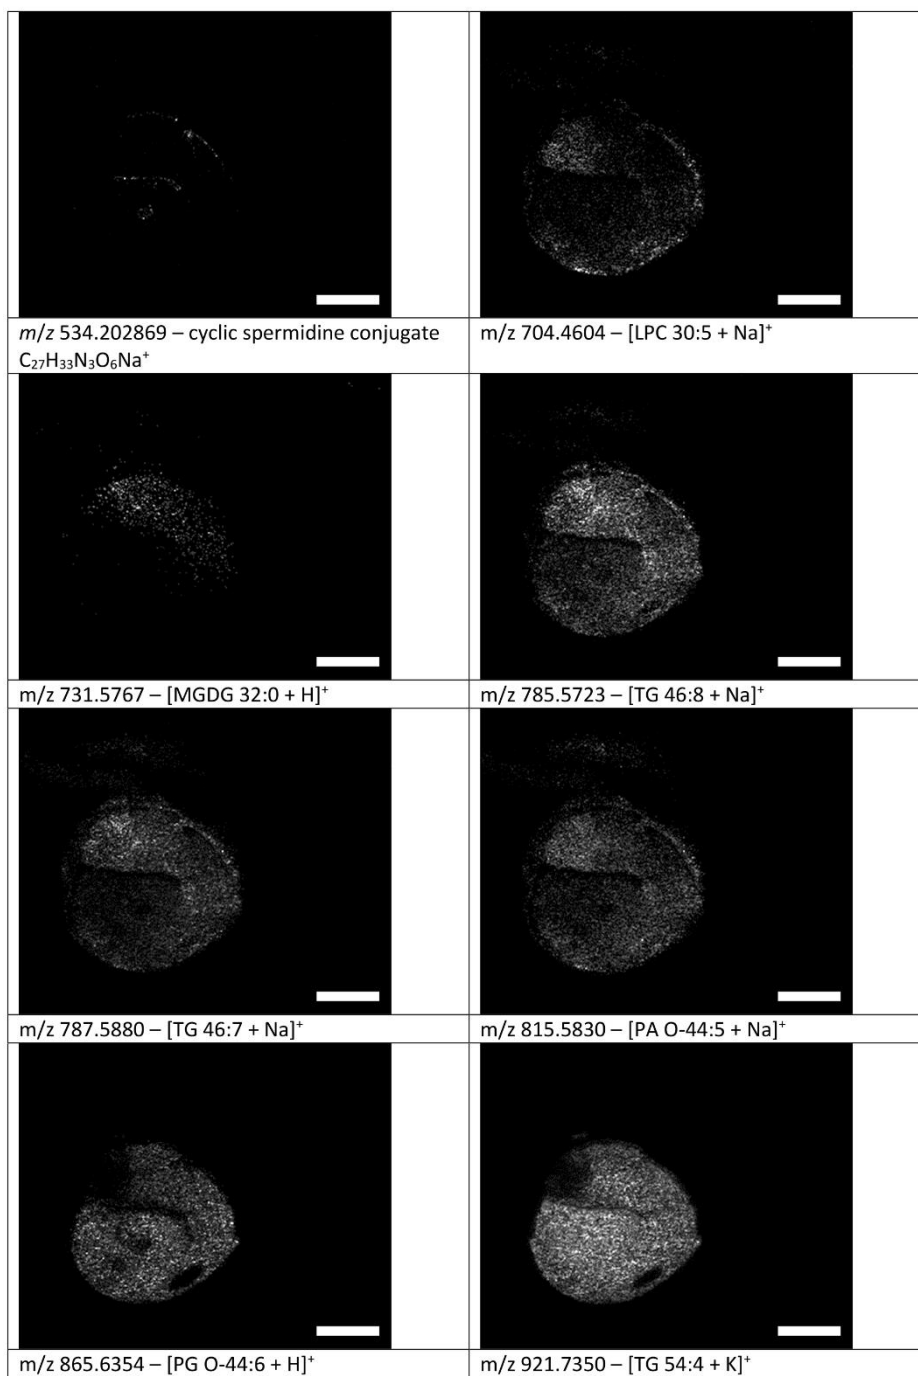 m/z 534.202869 – cyclic spermidine conjugate
C₂₇H₃₃N₃O₆Na⁺
m/z 704.4604 – [LPC 30:5 + Na]⁺
m/z 731.5767 – [MGDG 32:0 + H]⁺
m/z 785.5723 – [TG 46:8 + Na]⁺
m/z 787.5880 – [TG 46:7 + Na]⁺
m/z 815.5830 – [PA O-44:5 + Na]⁺
m/z 865.6354 – [PG O-44:6 + H]⁺
m/z 921.7350 – [TG 54:4 + K]⁺